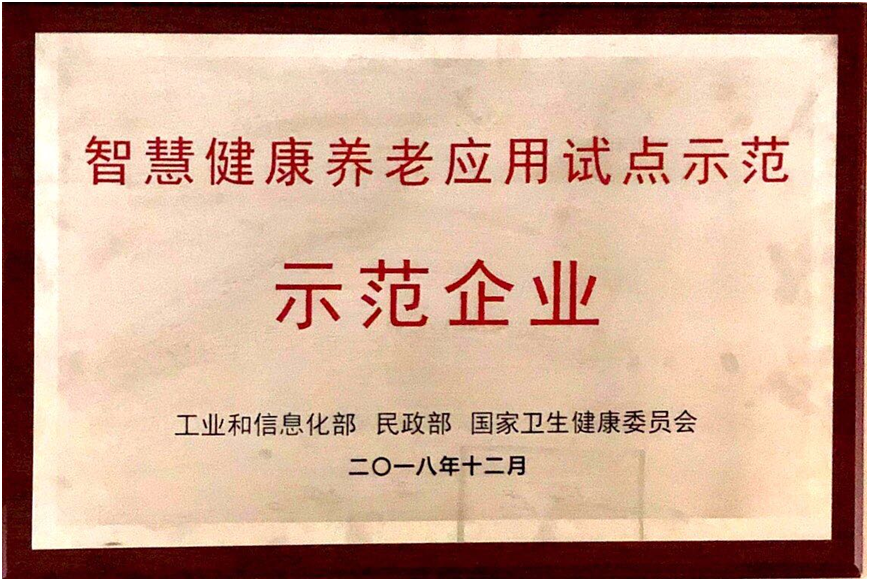 智慧健康养老应用试点示范
示范企业
工业和信息化部 民政部 国家卫生健康委员会
二〇一八年十二月